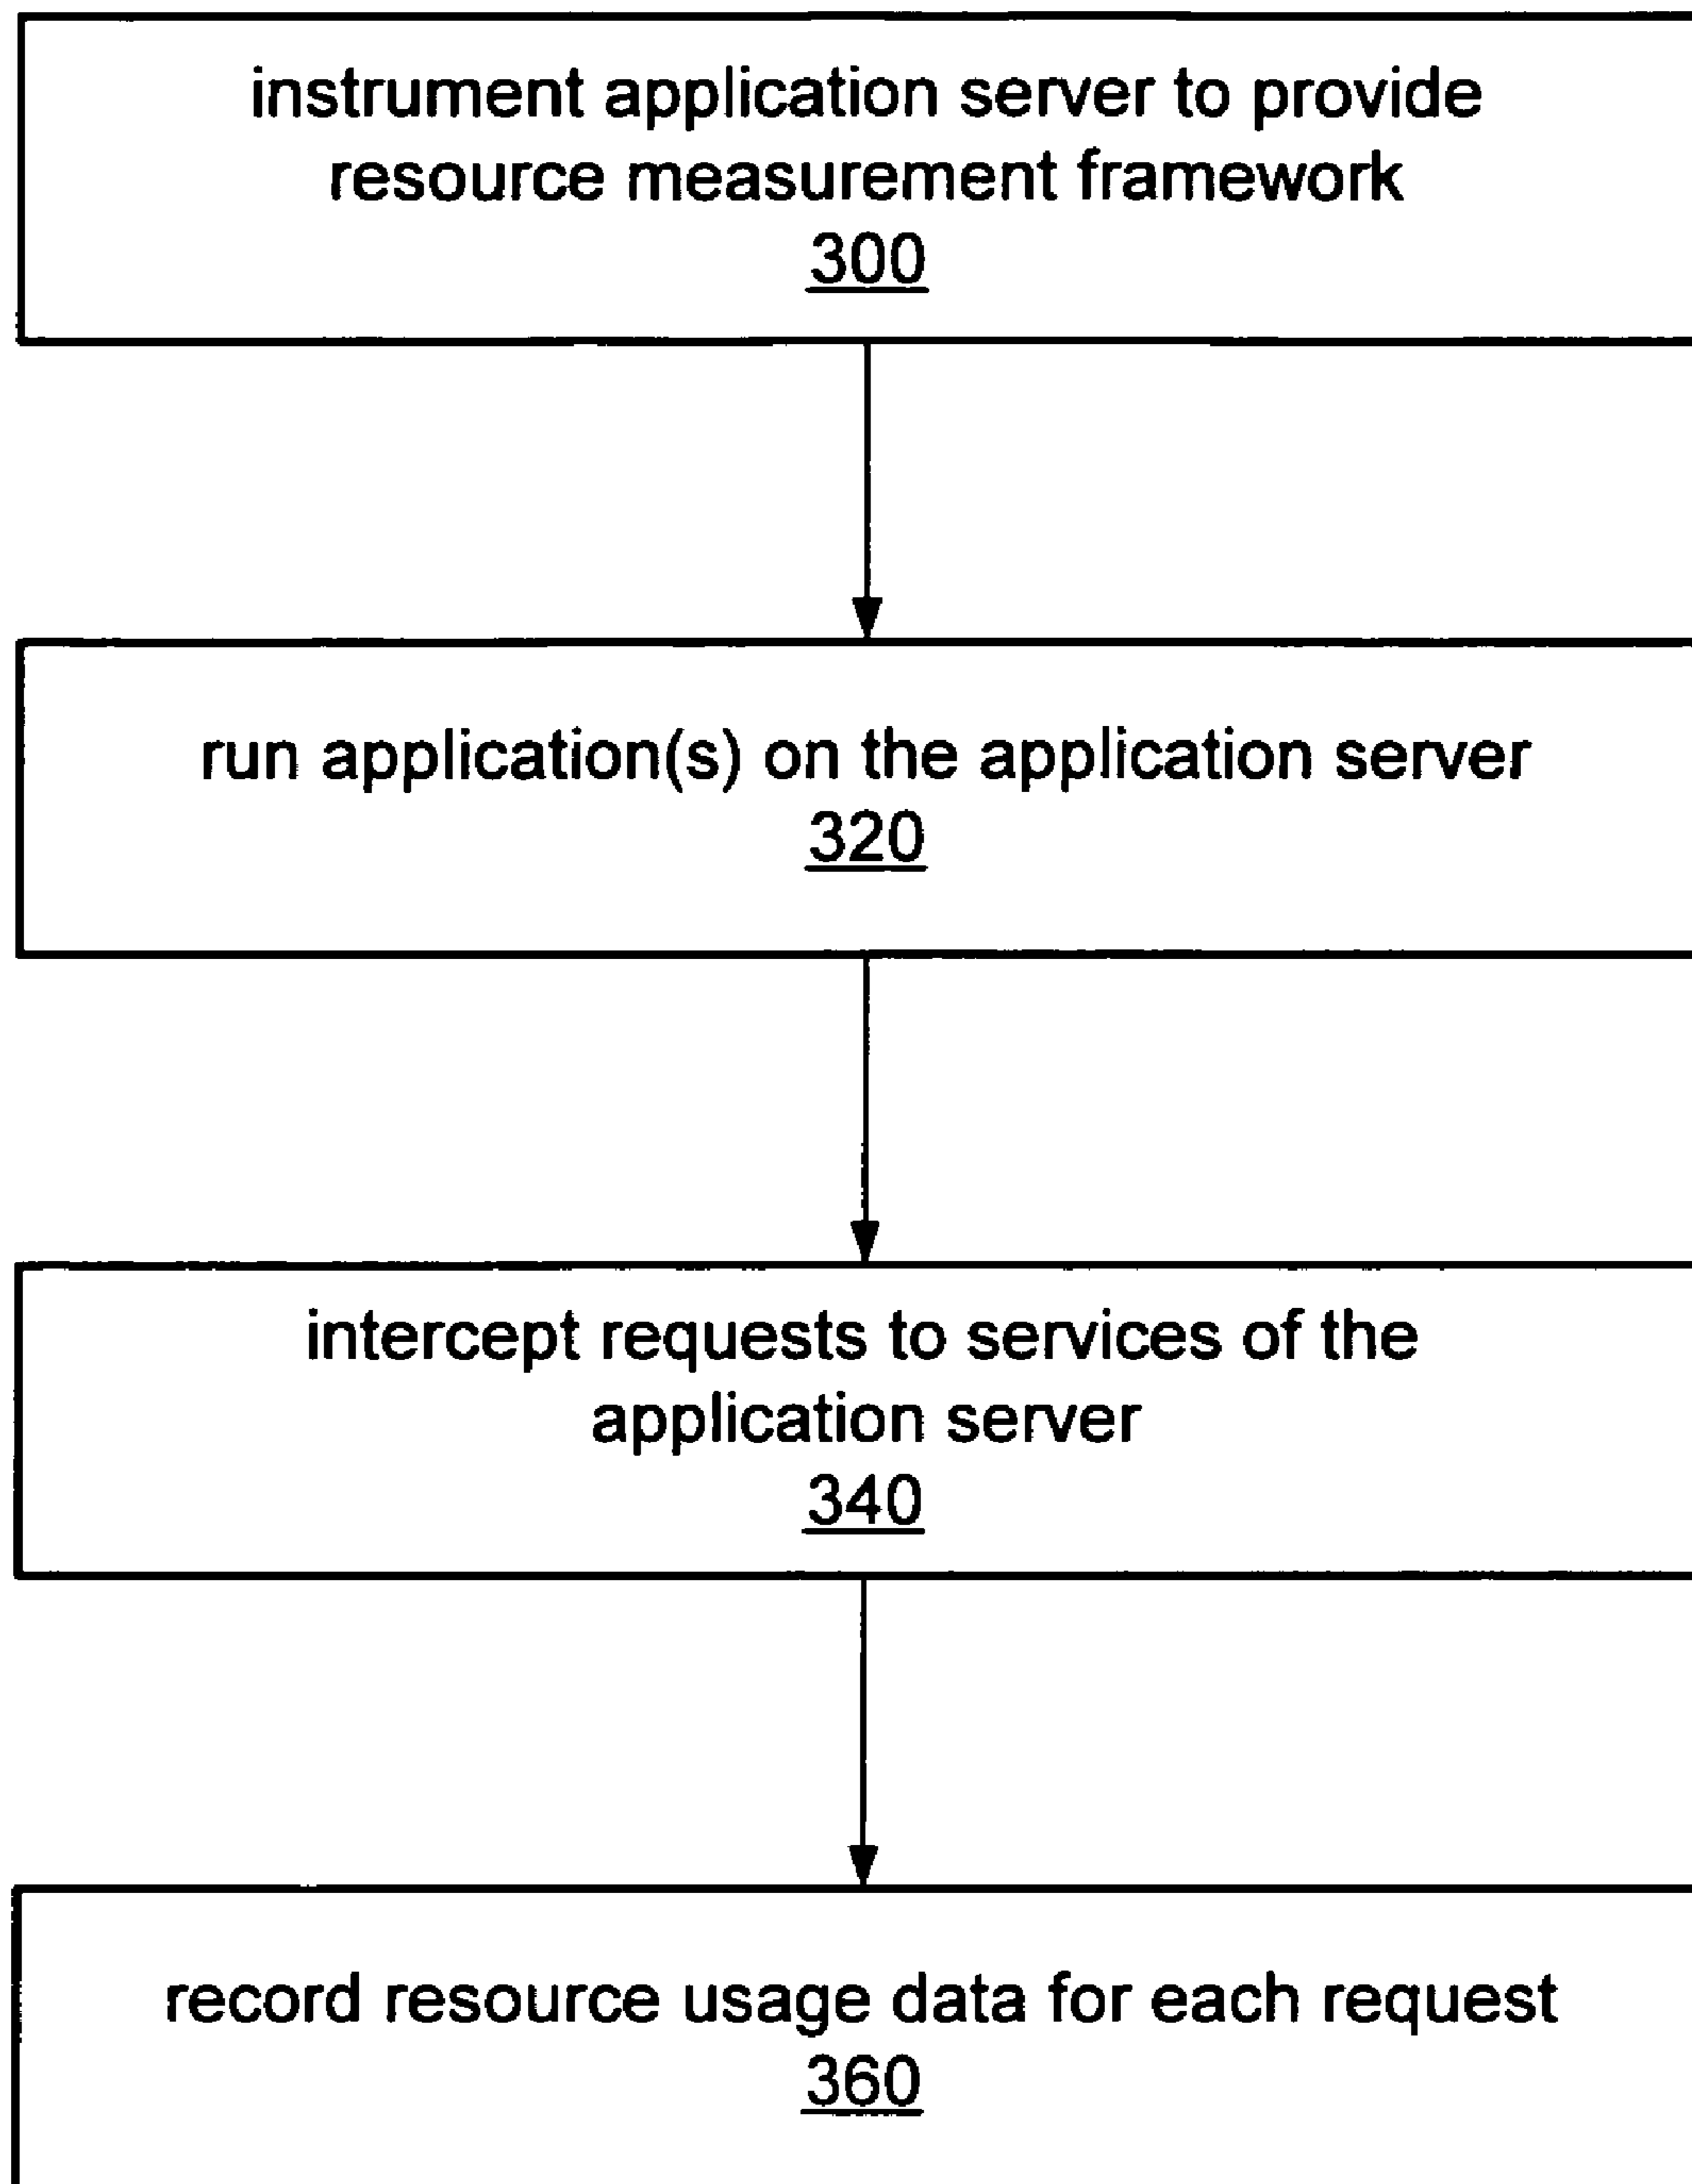 instrument application server to provide
resource measurement framework
300
run application(s) on the application server
320
intercept requests to services of the
application server
340
record resource usage data for each request
360